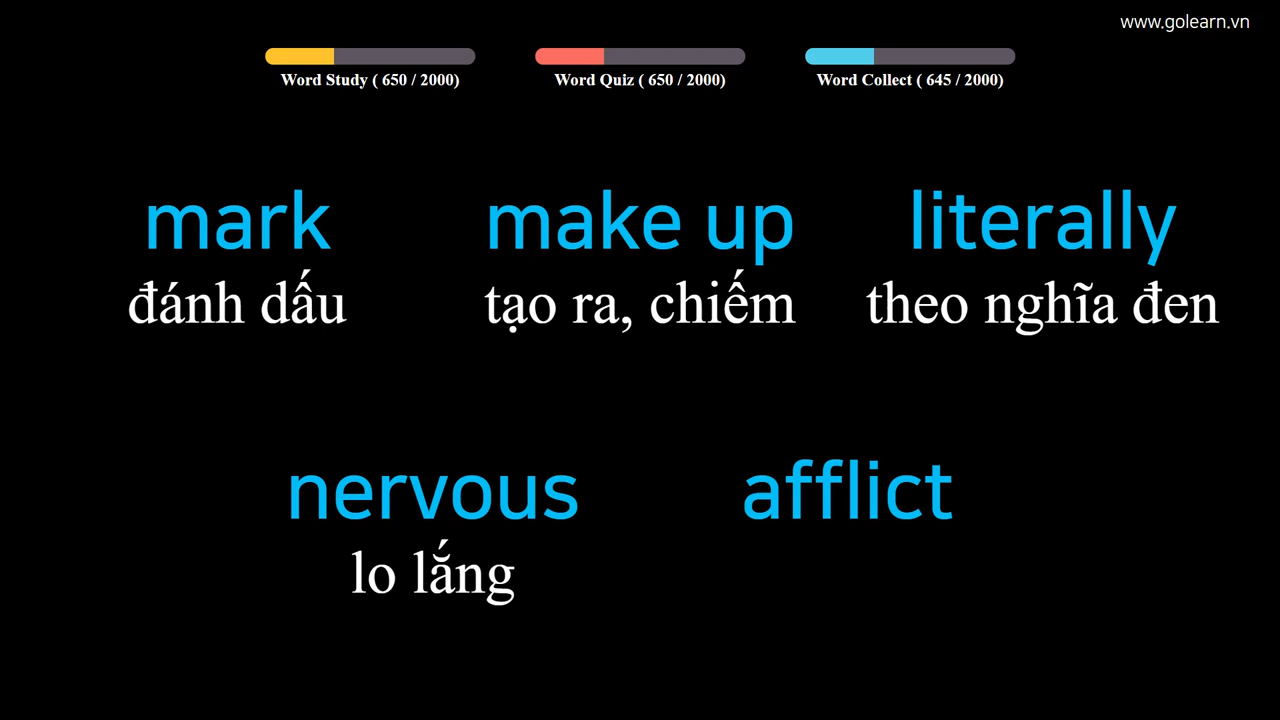 www.golearn.vn
Word Study ( 650 / 2000)
Word Quiz ( 650 / 2000)
Word Collect ( 645 / 2000)
mark
đánh dấu
make up
tạo ra, chiếm
literally
theo nghĩa đen
nervous
lo lắng
afflict